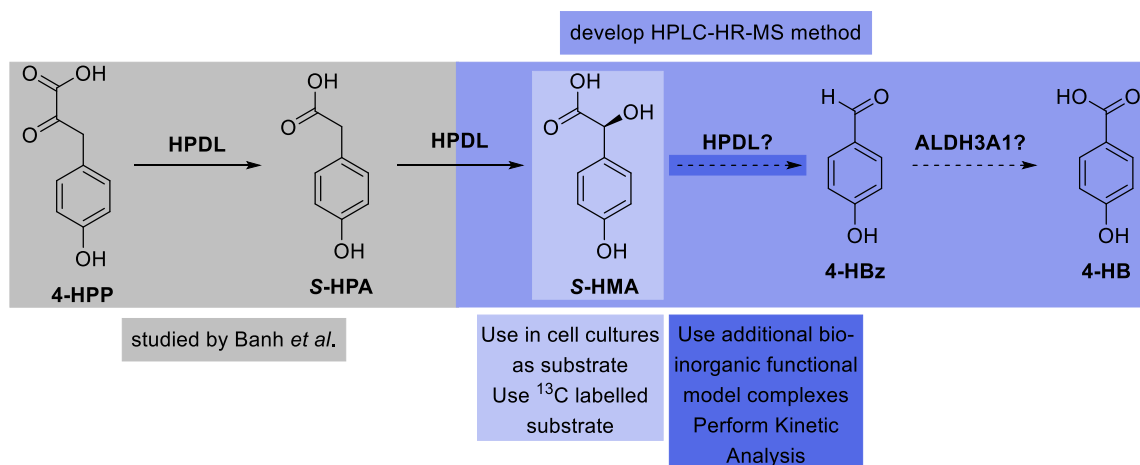 develop HPLC-HR-MS method
O
OH
O
OH
4-HPP
HPDL
OH
O
OH
S-HPA
HPDL
OH
O
OH
OH
S-HMA
HPDL?
H
O
OH
4-HBz
ALDH3A1?
HO
O
OH
4-HB
studied by Banh et al.
Use in cell cultures
as substrate
Use ¹³C labelled
substrate
Use additional bio-
inorganic functional
model complexes
Perform Kinetic
Analysis